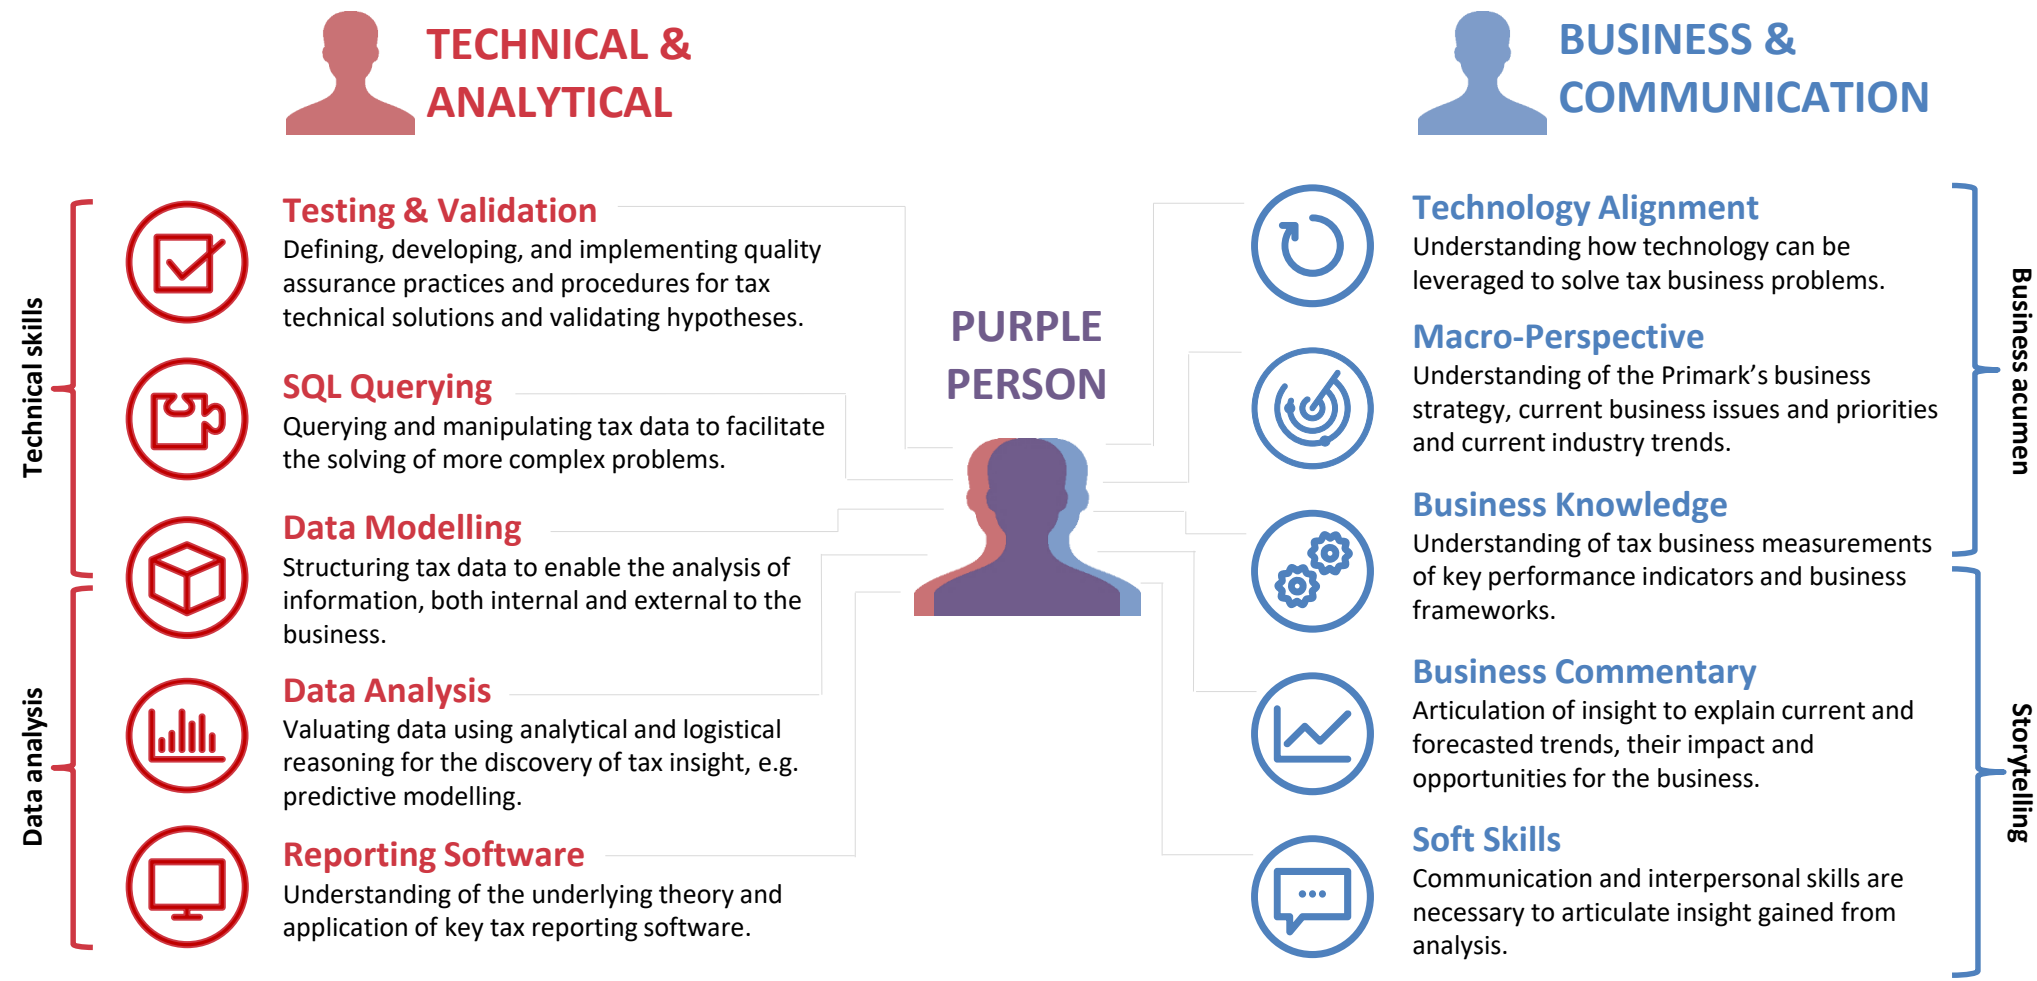 TECHNICAL &
ANALYTICAL
BUSINESS &
COMMUNICATION
Technical skills
Testing & Validation
Defining, developing, and implementing quality
assurance practices and procedures for tax
technical solutions and validating hypotheses.
SQL Querying
Querying and manipulating tax data to facilitate
the solving of more complex problems.
Data Modelling
Structuring tax data to enable the analysis of
information, both internal and external to the
business.
Data analysis
Data Analysis
Valuating data using analytical and logistical
reasoning for the discovery of tax insight, e.g.
predictive modelling.
Reporting Software
Understanding of the underlying theory and
application of key tax reporting software.
PURPLE
PERSON
Technology Alignment
Understanding how technology can be
leveraged to solve tax business problems.
Macro-Perspective
Understanding of the Primark’s business
strategy, current business issues and priorities
and current industry trends.
Business Knowledge
Understanding of tax business measurements
of key performance indicators and business
frameworks.
Business acumen
Business Commentary
Articulation of insight to explain current and
forecasted trends, their impact and
opportunities for the business.
Soft Skills
Communication and interpersonal skills are
necessary to articulate insight gained from
analysis.
Storytelling